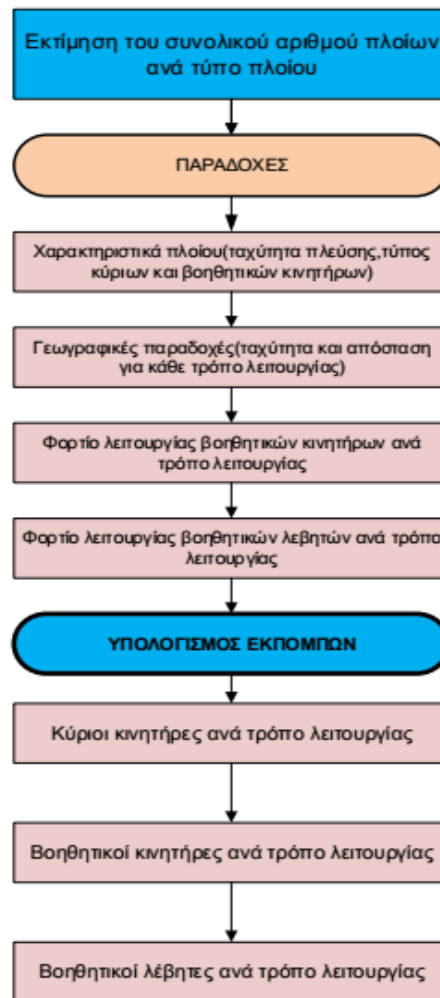 Εκτίμηση του συνολικού αριθμού πλοίων
ανά τύπο πλοίου
ΠΑΡΑΔΟΧΕΣ
Χαρακτηριστικά πλοίου(ταχύτητα πλεύσης,τύπος
κύριων και βοηθητικών κινητήρων)
Γεωγραφικές παραδοχές(ταχύτητα και απόσταση
για κάθε τρόπο λειτουργίας)
Φορτίο λειτουργίας βοηθητικών κινητήρων ανά
τρόπο λειτουργίας
Φορτίο λειτουργίας βοηθητικών λεβητών ανά τρόπο
λειτουργίας
ΥΠΟΛΟΓΙΣΜΟΣ ΕΚΠΟΜΠΩΝ
Κύριοι κινητήρες ανά τρόπο λειτουργίας
Βοηθητικοί κινητήρες ανά τρόπο λειτουργίας
Βοηθητικοί λέβητες ανά τρόπο λειτουργίας